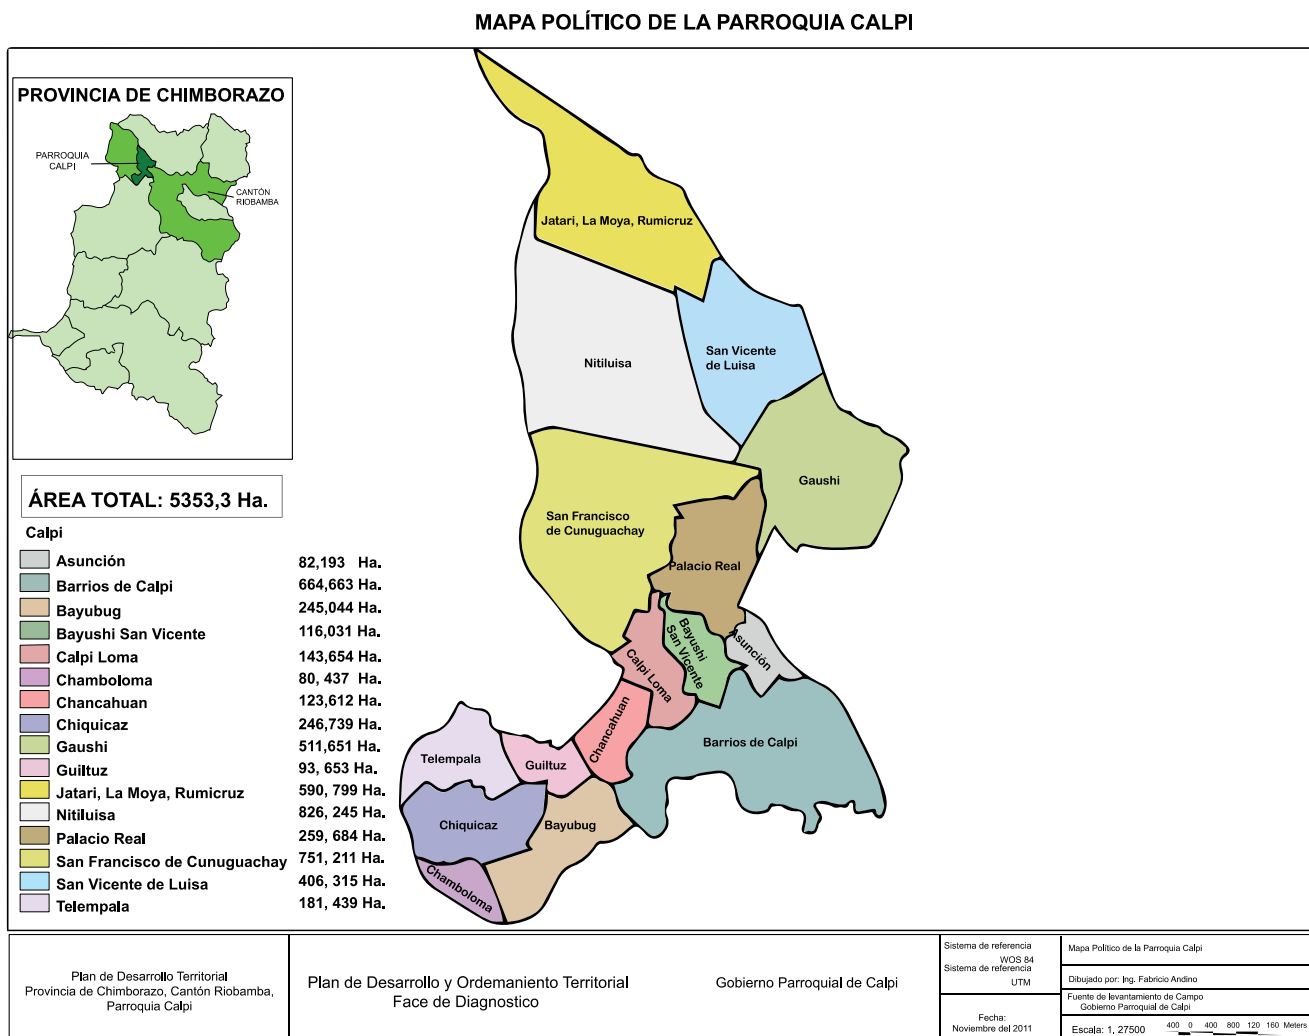 MAPA POLÍTICO DE LA PARROQUIA CALPI
PROVINCIA DE CHIMBORAZO
PARROQUIA
CALPI
CANTÓN
RIOBAMBA
ÁREA TOTAL: 5353,3 Ha.
Calpi
Asunción 82,193 Ha.
Barrios de Calpi 664,663 Ha.
Bayubug 245,044 Ha.
Bayushi San Vicente 116,031 Ha.
Calpi Loma 143,654 Ha.
Chamboloma 80, 437 Ha.
Chancahuan 123,612 Ha.
Chiquicaz 246,739 Ha.
Gaushi 511,651 Ha.
Guiltuz 93, 653 Ha.
Jatari, La Moya, Rumicruz 590, 799 Ha.
Nitiluisa 826, 245 Ha.
Palacio Real 259, 684 Ha.
San Francisco de Cunuguachay 751, 211 Ha.
San Vicente de Luisa 406, 315 Ha.
Telempala 181, 439 Ha.
Jatari, La Moya, Rumicruz
Nitiluisa
San Vicente
de Luisa
Gaushi
San Francisco
de Cunuguachay
Palacio Real
Bayushi
San Vicente
Asunción
Calpi Loma
Chancahuan
Barrios de Calpi
Telempala
Guiltuz
Chiquicaz
Bayubug
Chamboloma
Plan de Desarrollo Territorial
Provincia de Chimborazo, Cantón Riobamba,
Parroquia Calpi
Plan de Desarrollo y Ordemaniento Territorial
Face de Diagnostico
Gobierno Parroquial de Calpi
Sistema de referencia
WOS 84
Sistema de referencia
UTM
Fecha:
Noviembre del 2011
Mapa Político de la Parroquia Calpi
Dibujado por: Ing. Fabricio Andino
Fuente de levantamiento de Campo
Gobierno Parroquial de Calpi
Escala: 1, 27500
400 0 400 800 120 160 Meters